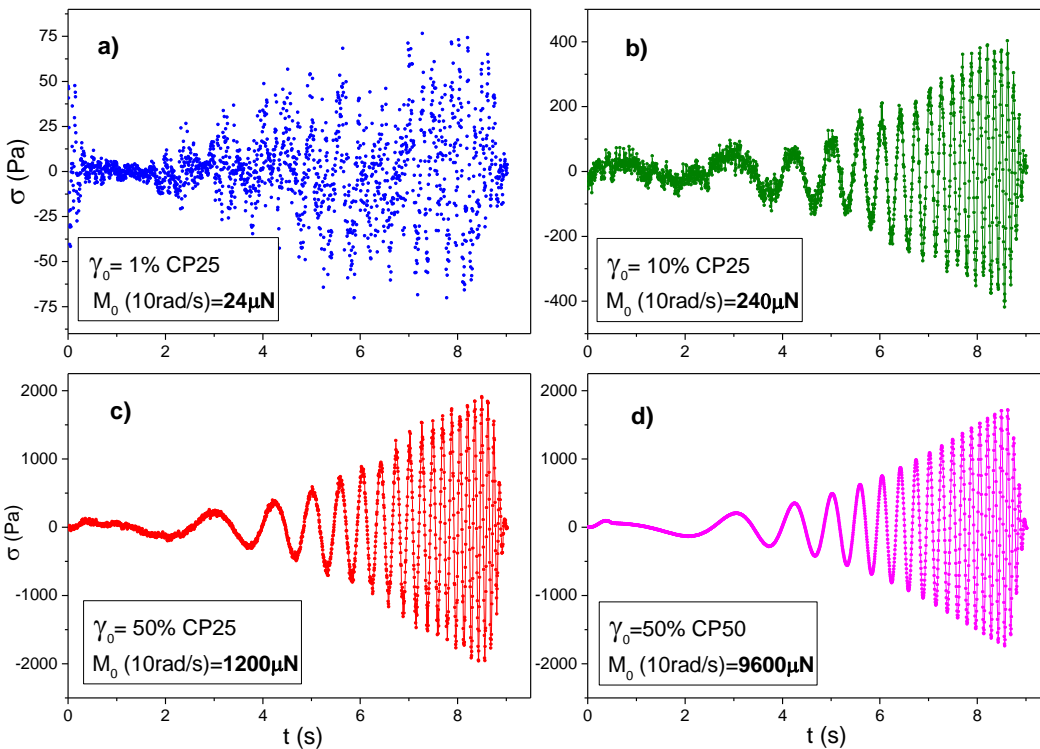 a)
σ (Pa)
75
50
25
0
-25
-50
-75
γ₀= 1% CP25
M₀ (10rad/s)=24μN
0 2 4 6 8
b)
400
200
0
-200
-400
γ₀= 10% CP25
M₀ (10rad/s)=240μN
0 2 4 6 8
c)
σ (Pa)
2000
1000
0
-1000
-2000
γ₀= 50% CP25
M₀ (10rad/s)=1200μN
0 2 4 6 8
t (s)
d)
2000
1000
0
-1000
-2000
γ₀=50% CP50
M₀ (10rad/s)=9600μN
0 2 4 6 8
t (s)